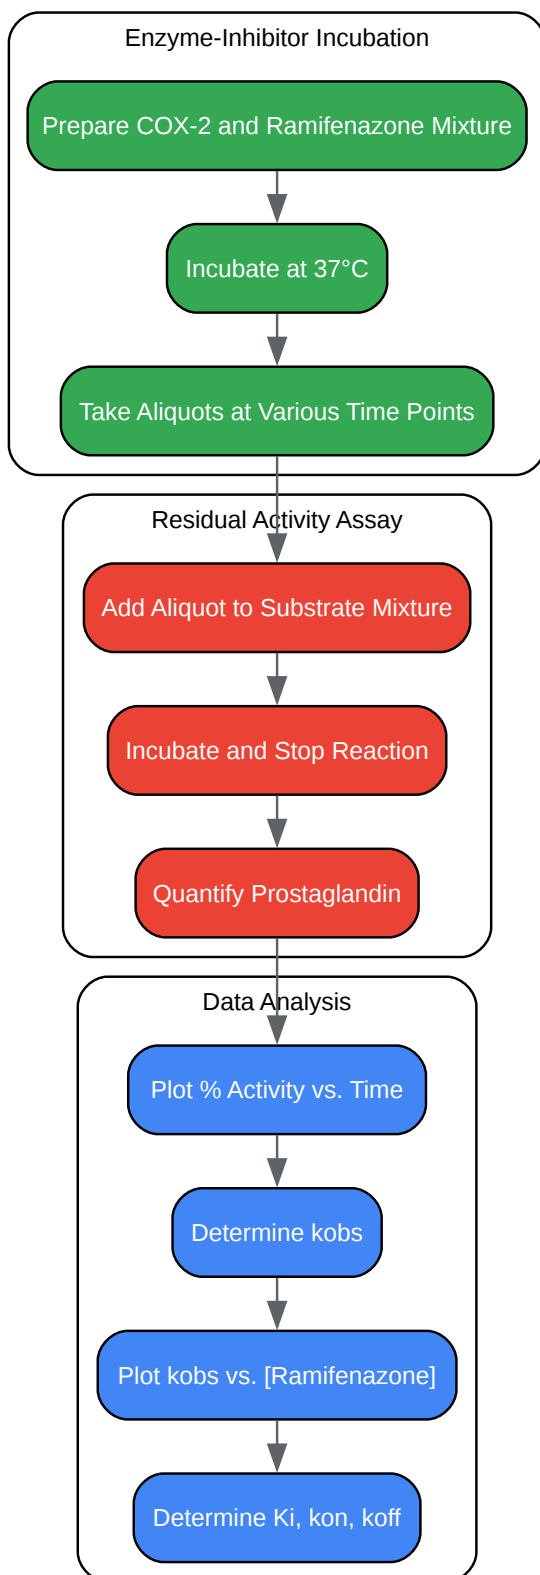 Enzyme-Inhibitor Incubation
Prepare COX-2 and Ramifenazone Mixture
Incubate at 37°C
Take Aliquots at Various Time Points
Residual Activity Assay
Add Aliquot to Substrate Mixture
Incubate and Stop Reaction
Quantify Prostaglandin
Data Analysis
Plot % Activity vs. Time
Determine kobs
Plot kobs vs. [Ramifenazone]
Determine Ki, kon, koff